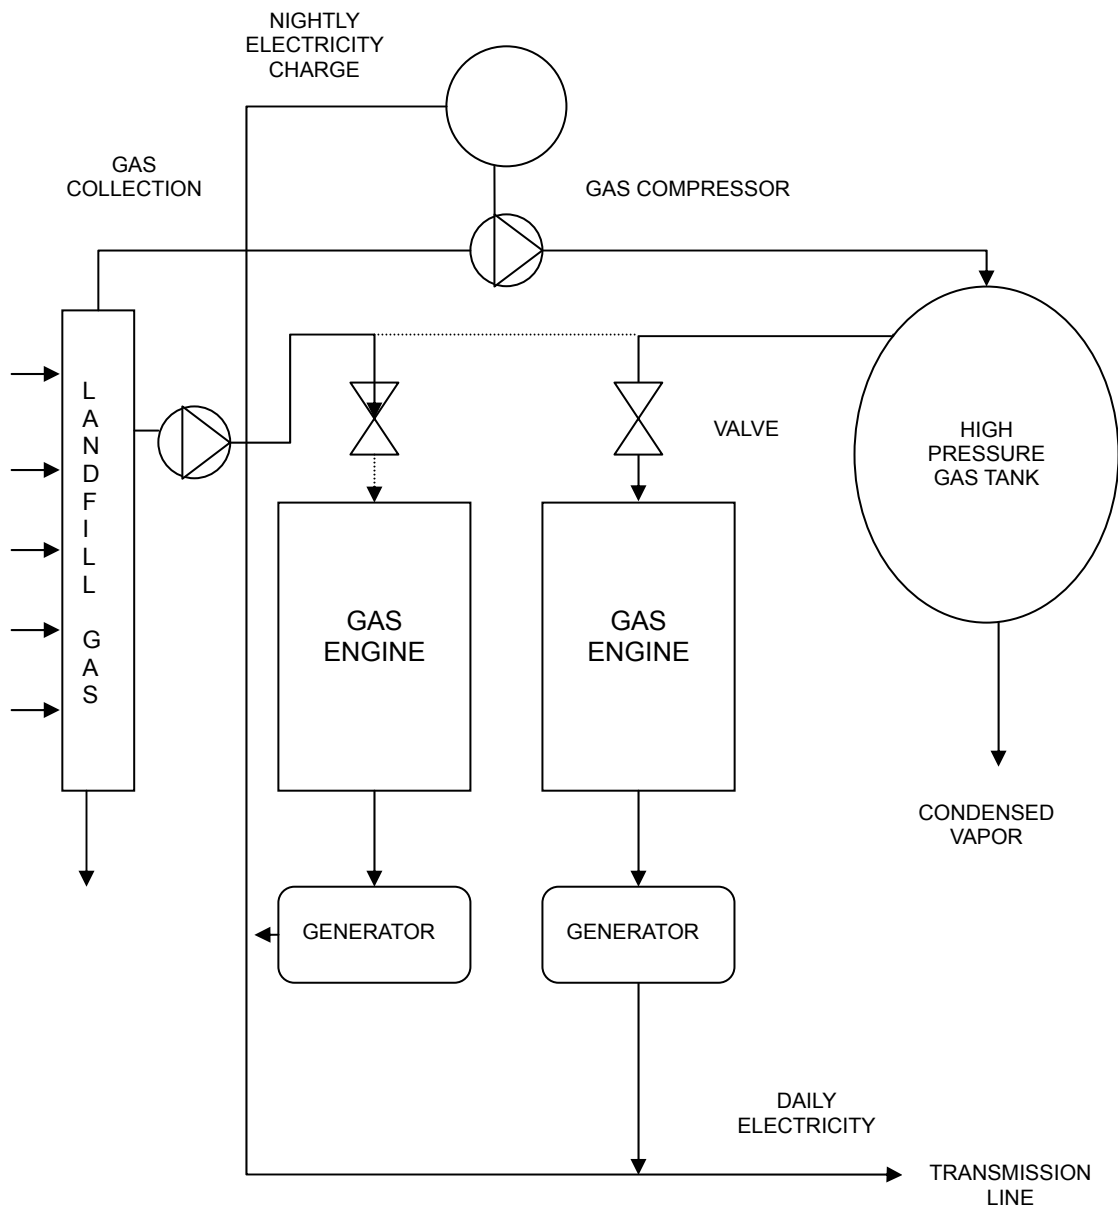 NIGHTLY
ELECTRICITY
CHARGE
GAS
COLLECTION
GAS COMPRESSOR
L
A
N
D
F
I
L
L
G
A
S
VALVE
HIGH
PRESSURE
GAS TANK
GAS
ENGINE
GAS
ENGINE
CONDENSED
VAPOR
GENERATOR
GENERATOR
DAILY
ELECTRICITY
TRANSMISSION
LINE